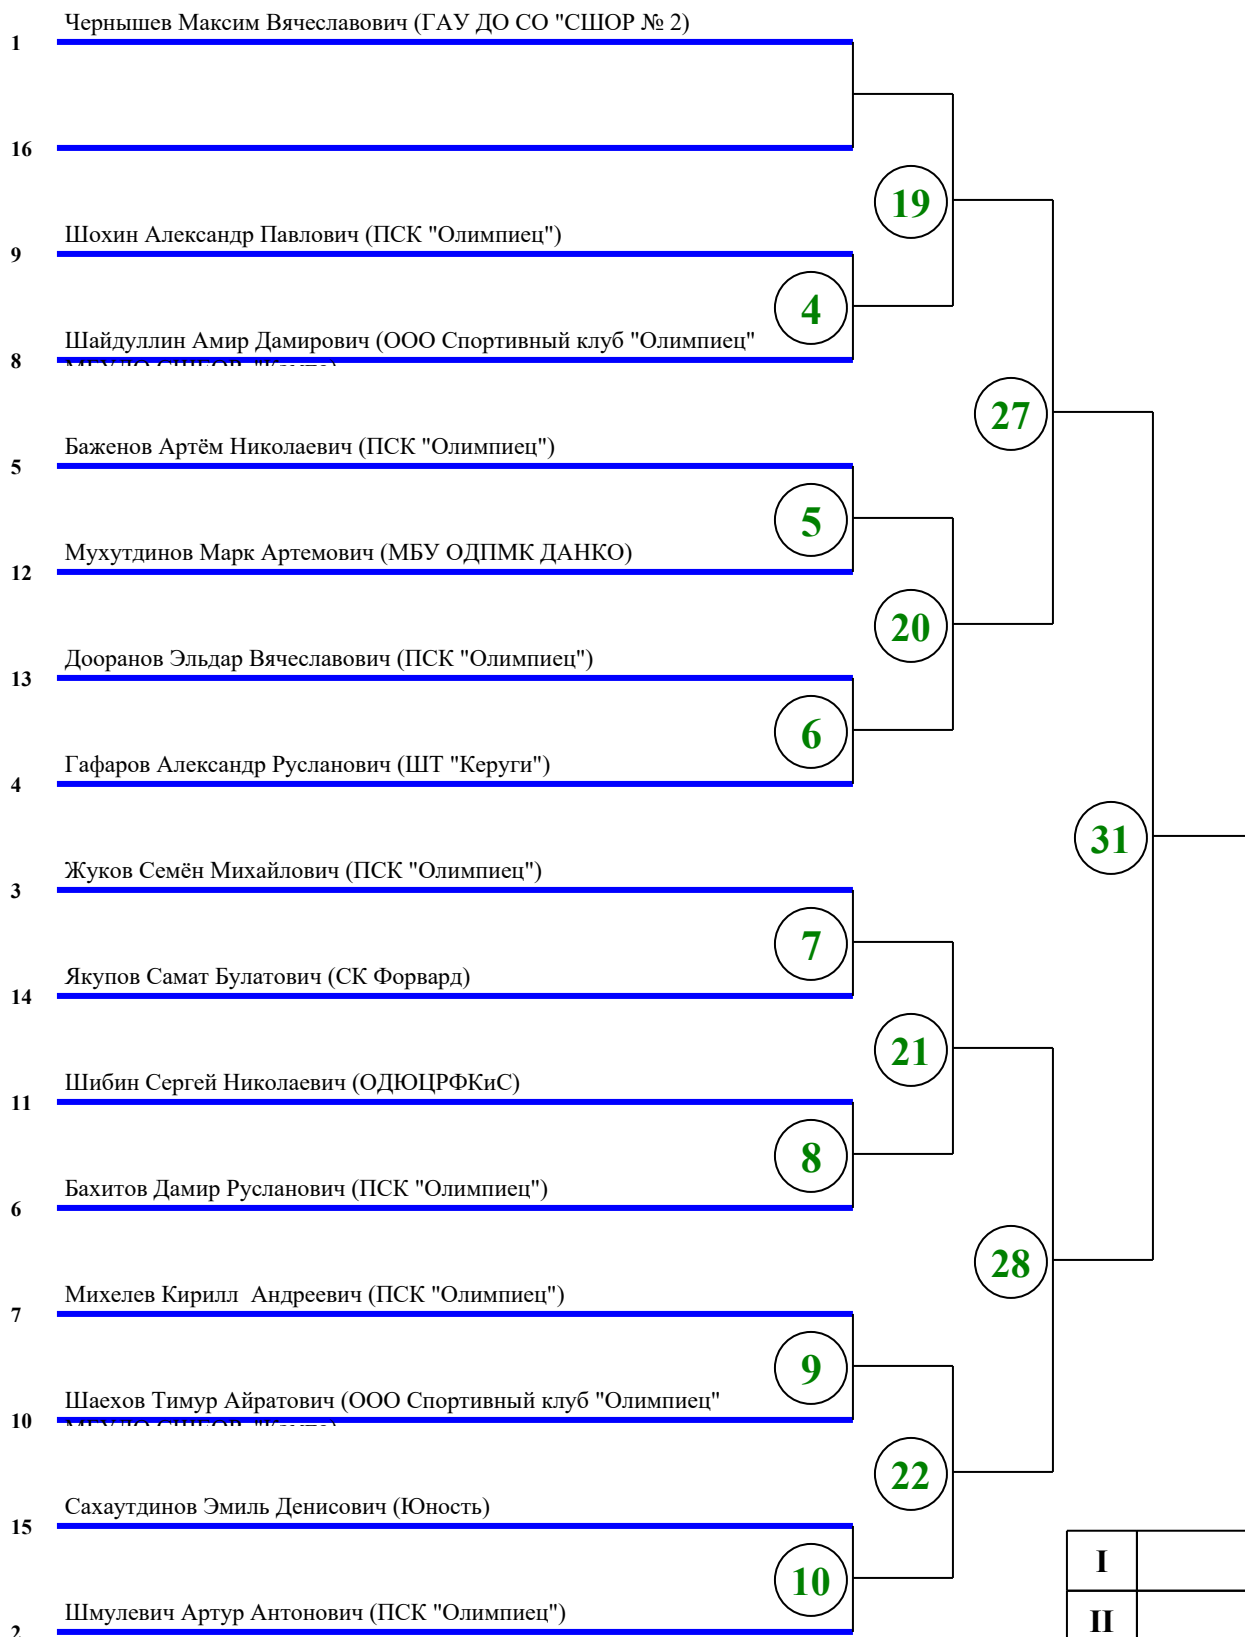 Чернышев Максим Вячеславович (ГАУ ДО СО "СШОР № 2)
1
16
19
Шохин Александр Павлович (ПСК "Олимпиец")
9
4
Шайдуллин Амир Дамирович (ООО Спортивный клуб "Олимпиец"
8
27
Баженов Артём Николаевич (ПСК "Олимпиец")
5
5
Мухутдинов Марк Артемович (МБУ ОДПМК ДАНКО)
12
20
Дооранов Эльдар Вячеславович (ПСК "Олимпиец")
13
6
Гафаров Александр Русланович (ШТ "Керуги")
4
31
Жуков Семён Михайлович (ПСК "Олимпиец")
3
7
Якупов Самат Булатович (СК Форвард)
14
21
Шибин Сергей Николаевич (ОДЮЦРФКиС)
11
8
Бахитов Дамир Русланович (ПСК "Олимпиец")
6
28
Михелев Кирилл  Андреевич (ПСК "Олимпиец")
7
9
Шаехов Тимур Айратович (ООО Спортивный клуб "Олимпиец"
10
22
Сахаутдинов Эмиль Денисович (Юность)
15
I
10
Шмулевич Артур Антонович (ПСК "Олимпиец")
2
II